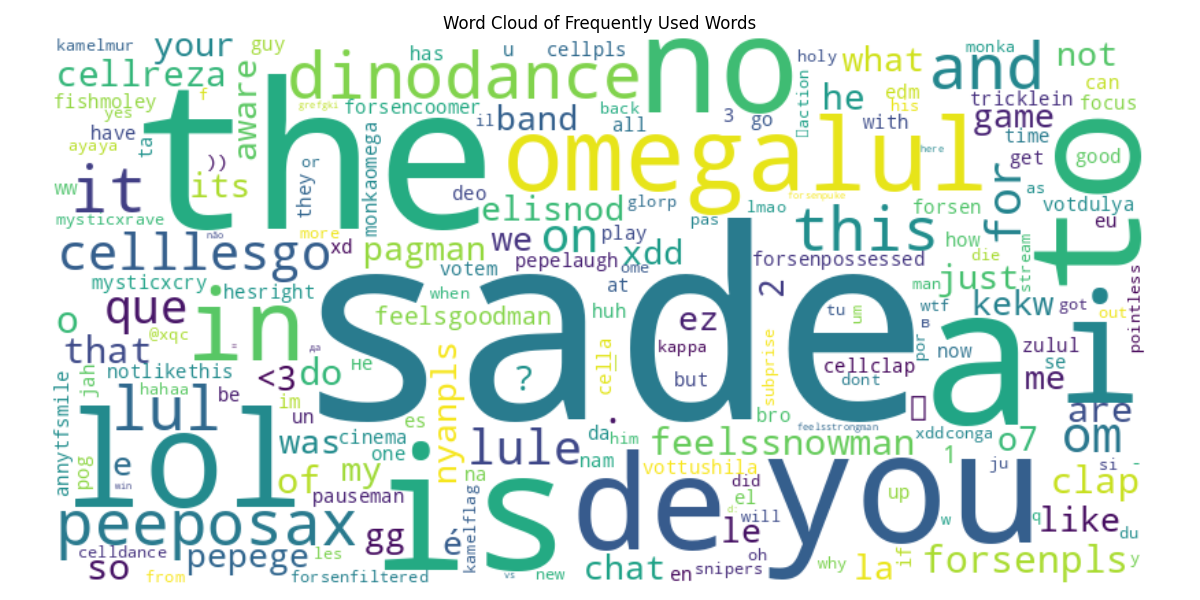 Word Cloud of Frequently Used Words
kamelmur your guy has u cellpls no holy what and monka not
cellreza dinodance edm can
fishmoley f aware grefgki forsencoomer back he his tricklein focus
yes the il band all 3 go action with game
have ta omegalul time to
ayaya )) they or monkaomega here get good
ww it its deo glorp forsenpuke for as votdulya
mysticxrave elisnod pas lmao this forsen eu
não more xd we on play how
celllesgo pagman pepelaugh xdd forsenpossessed die stream
mysticxcry votem ome at man just
que hesright when sadea 2 wtf kekw got i out pointless
o in feelsgoodman huh ez tu um в
@xqc
that = да не kappa cella subprise por now zulul
notlikethis <3 do ? but cellclap dont se me
jah hahaa be im nyanpls
annytfsmile lul un es . bro feelsstrongman are
lol was cinema lule da him feelssnowman xddconga o7 om
pog e one nam vottushila 1 ju si -
win of my na did up clap
pauseman is de el d: you
peeposax gg é kamelflag le will w q like du
celldance pepege les oh
so from forsenfiltered vs new chat en snipers why la if forsenpls y